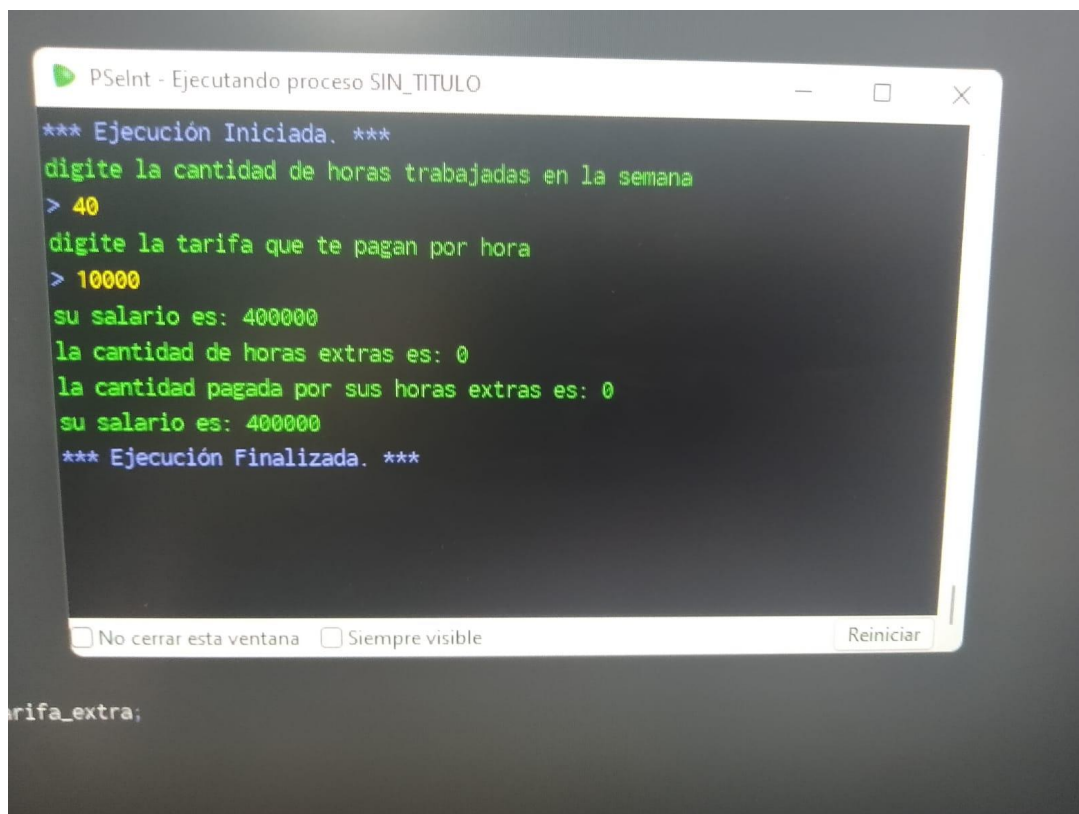 PSeInt - Ejecutando proceso SIN_TITULO
*** Ejecución Iniciada. ***
digite la cantidad de horas trabajadas en la semana
> 40
digite la tarifa que te pagan por hora
> 10000
su salario es: 400000
la cantidad de horas extras es: 0
la cantidad pagada por sus horas extras es: 0
su salario es: 400000
*** Ejecución Finalizada. ***
No cerrar esta ventana Siempre visible Reiniciar
arifa_extra;